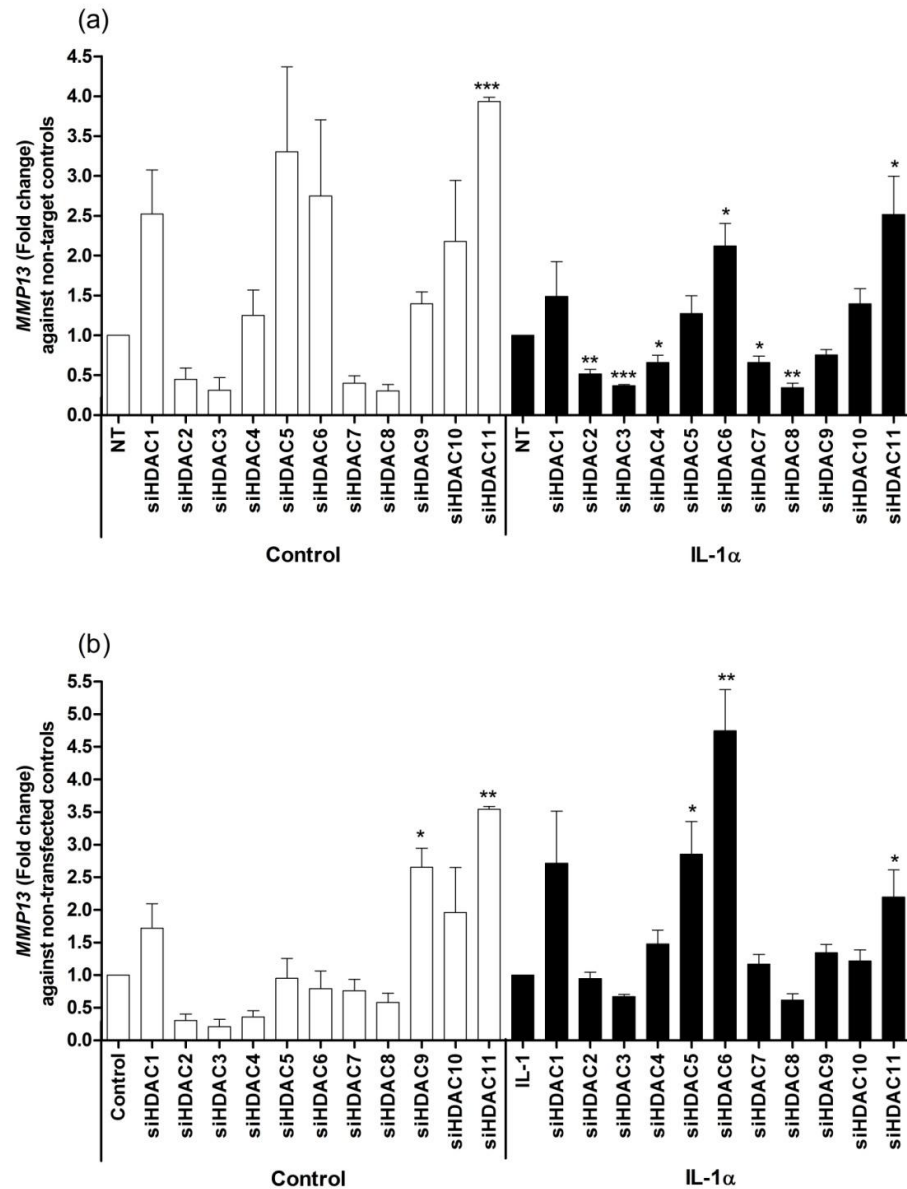 (a)
MMP13 (Fold change)
against non-target controls
4.5
4.0
3.5
3.0
2.5
2.0
1.5
1.0
0.5
0.0
***
**
***
*
*
*
**
*
NT
siHDAC1
siHDAC2
siHDAC3
siHDAC4
siHDAC5
siHDAC6
siHDAC7
siHDAC8
siHDAC9
siHDAC10
siHDAC11
NT
siHDAC1
siHDAC2
siHDAC3
siHDAC4
siHDAC5
siHDAC6
siHDAC7
siHDAC8
siHDAC9
siHDAC10
siHDAC11
Control
IL-1α
(b)
MMP13 (Fold change)
against non-transfected controls
5.5
5.0
4.5
4.0
3.5
3.0
2.5
2.0
1.5
1.0
0.5
0.0
*
**
*
**
*
Control
siHDAC1
siHDAC2
siHDAC3
siHDAC4
siHDAC5
siHDAC6
siHDAC7
siHDAC8
siHDAC9
siHDAC10
siHDAC11
IL-1
siHDAC1
siHDAC2
siHDAC3
siHDAC4
siHDAC5
siHDAC6
siHDAC7
siHDAC8
siHDAC9
siHDAC10
siHDAC11
Control
IL-1α